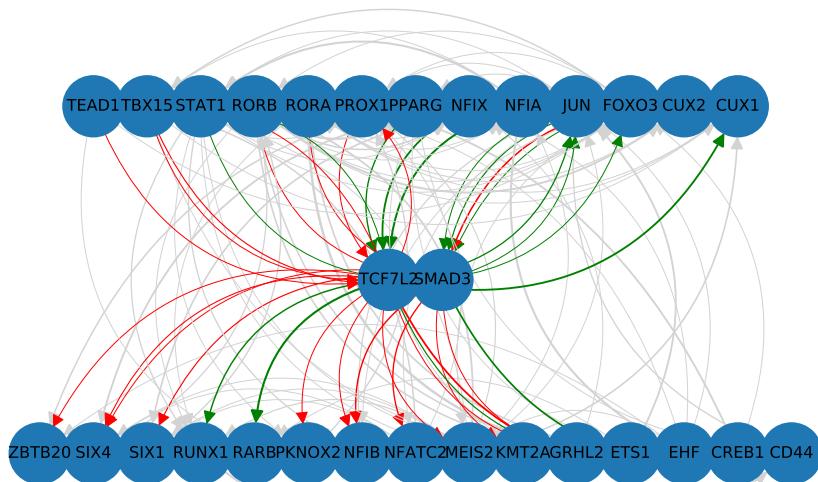 TEAD1 TBX15 STAT1 RORB RORA PROX1 PPARG NFIX NFIA JUN FOXO3 CUX2 CUX1
TCF7L2 SMAD3
ZBTB20 SIX4 SIX1 RUNX1 RARB PKNOX2 NFIB NFATC2 MEIS2 KMT2A GRHL2 ETS1 EHF CREB1 CD44